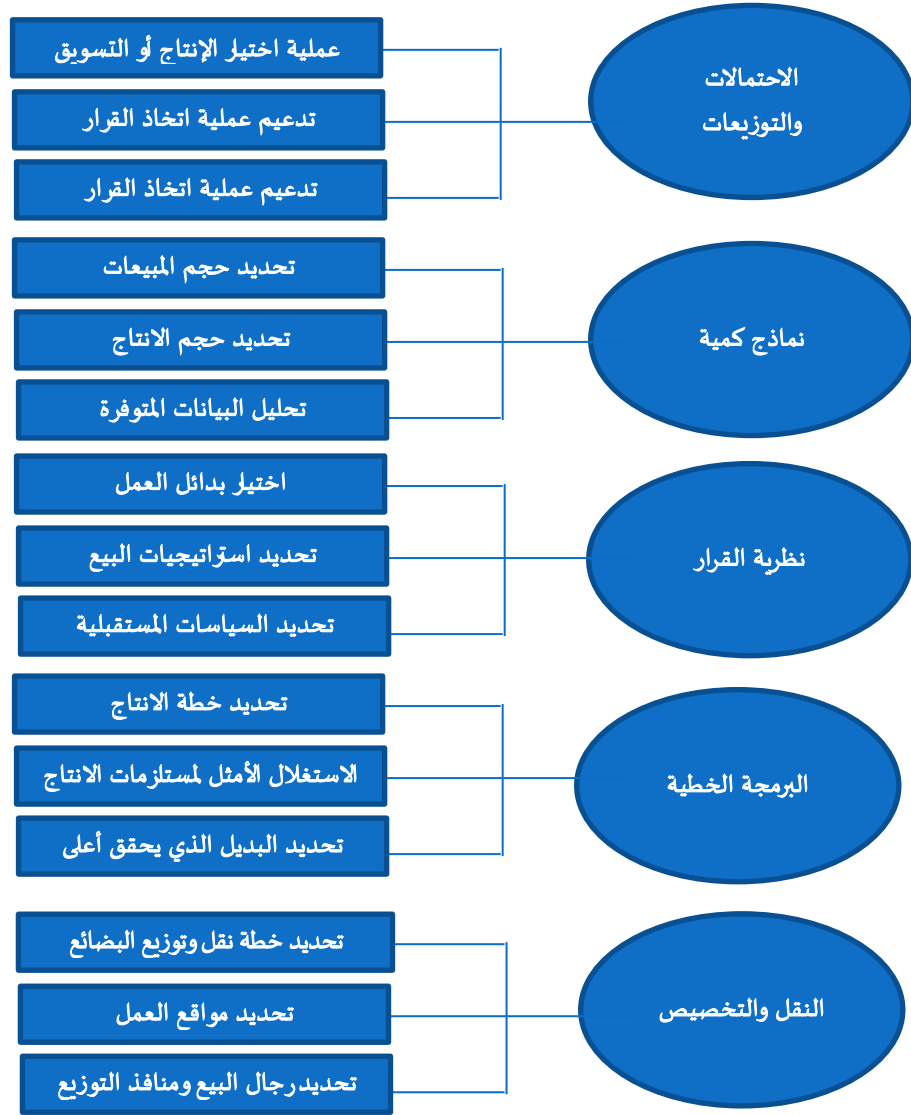 الاحتمالات
والتوزيعات
عملية اختيار الإنتاج أو التسويق
تدعيم عملية اتخاذ القرار
تدعيم عملية اتخاذ القرار
نماذج كمية
تحديد حجم المبيعات
تحديد حجم الانتاج
تحليل البيانات المتوفرة
نظرية القرار
اختيار بدائل العمل
تحديد استراتيجيات البيع
تحديد السياسات المستقبلية
البرمجة الخطية
تحديد خطة الانتاج
الاستغلال الأمثل لمستلزمات الانتاج
تحديد البديل الذي يحقق أعلى
النقل والتخصيص
تحديد خطة نقل وتوزيع البضائع
تحديد مواقع العمل
تحديد رجال البيع ومنافذ التوزيع